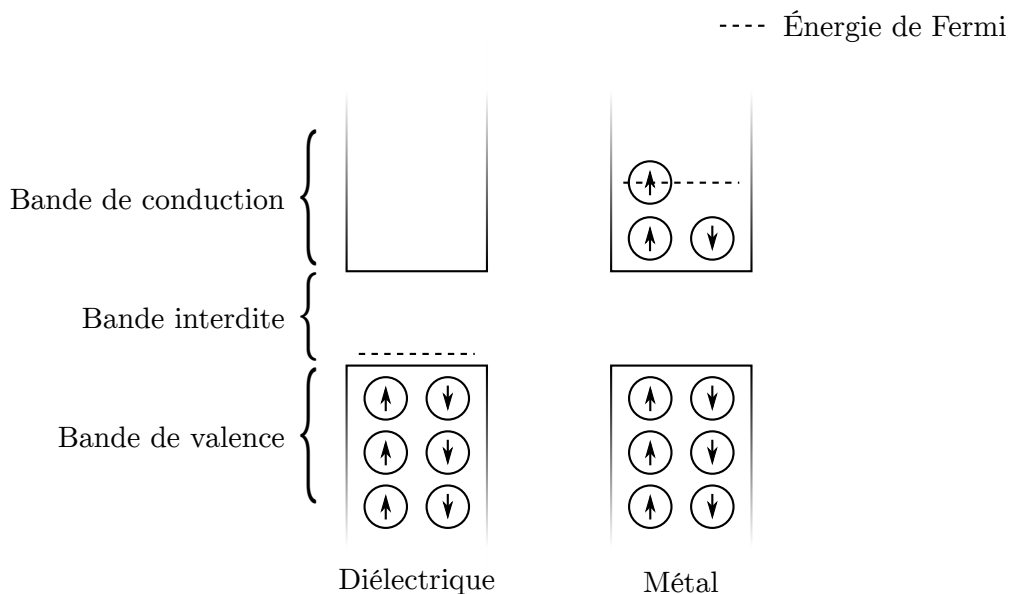 Énergie de Fermi
Bande de conduction
Bande interdite
Bande de valence
Diélectrique
Métal